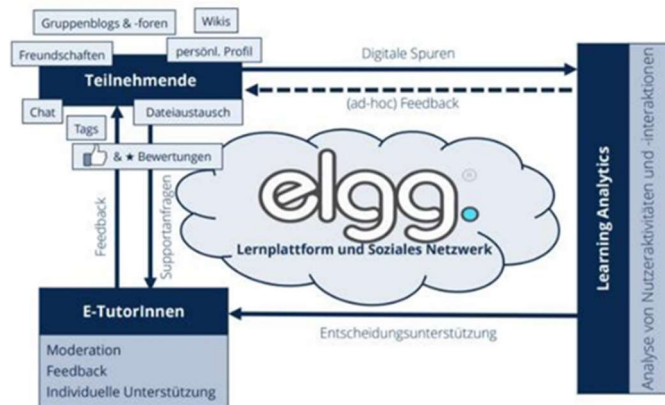 Gruppenblogs & -foren
Wikis
Freundschaften
persönl. Profil
Teilnehmende
Chat
Dateiaustausch
Tags
& ★ Bewertungen
Digitale Spuren
(ad-hoc) Feedback
elgg.
®
Lernplattform und Soziales Netzwerk
Feedback
Supportanfragen
E-TutorInnen
Moderation
Feedback
Individuelle Unterstützung
Entscheidungsunterstützung
Learning Analytics
Analyse von Nutzeraktivitäten und -interaktionen